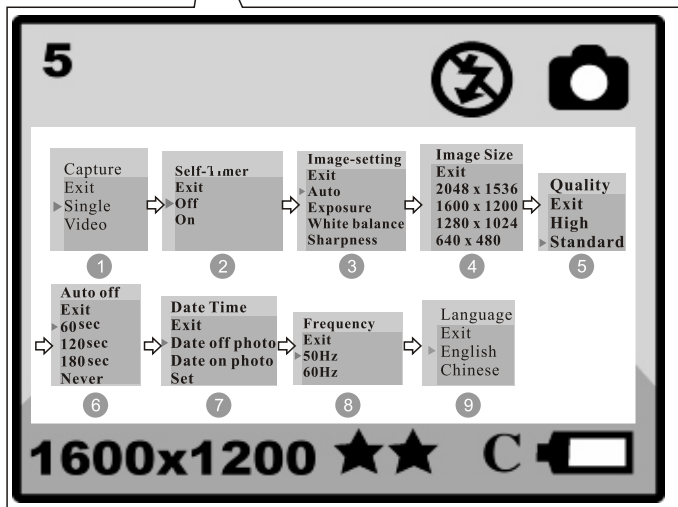 5
Capture
Exit
Single
Video
1
Self-Timer
Exit
Off
On
2
Image-setting
Exit
Auto
Exposure
White balance
Sharpness
3
Image Size
Exit
2048 x 1536
1600 x 1200
1280 x 1024
640 x 480
4
Quality
Exit
High
Standard
5
Auto off
Exit
60sec
120sec
180sec
Never
6
Date Time
Exit
Date off photo
Date on photo
Set
7
Frequency
Exit
50Hz
60Hz
8
Language
Exit
English
Chinese
9
1600x1200 ★★ C